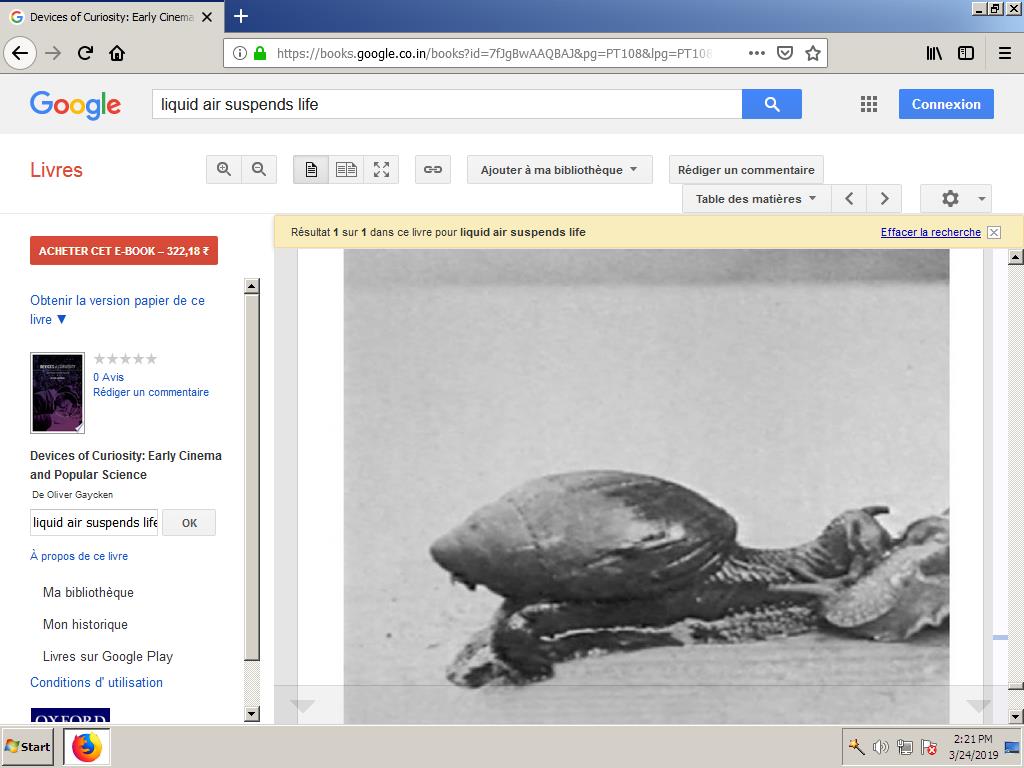 Devices of Curiosity: Early Cinema
https://books.google.co.in/books?id=7fJgBwAAQBAJ&pg=PT108&lpg=PT108
Google
liquid air suspends life
Connexion
Livres
Ajouter à ma bibliothèque
Rédiger un commentaire
Table des matières
Résultat 1 sur 1 dans ce livre pour liquid air suspends life
Effacer la recherche
ACHETER CET E-BOOK – 322,18 ₹
Obtenir la version papier de ce
livre ▼
0 Avis
Rédiger un commentaire
Devices of Curiosity: Early Cinema
and Popular Science
De Oliver Gaycken
liquid air suspends life
OK
À propos de ce livre
Ma bibliothèque
Mon historique
Livres sur Google Play
Conditions d' utilisation
OXFORD
Start
2:21 PM
3/24/2019